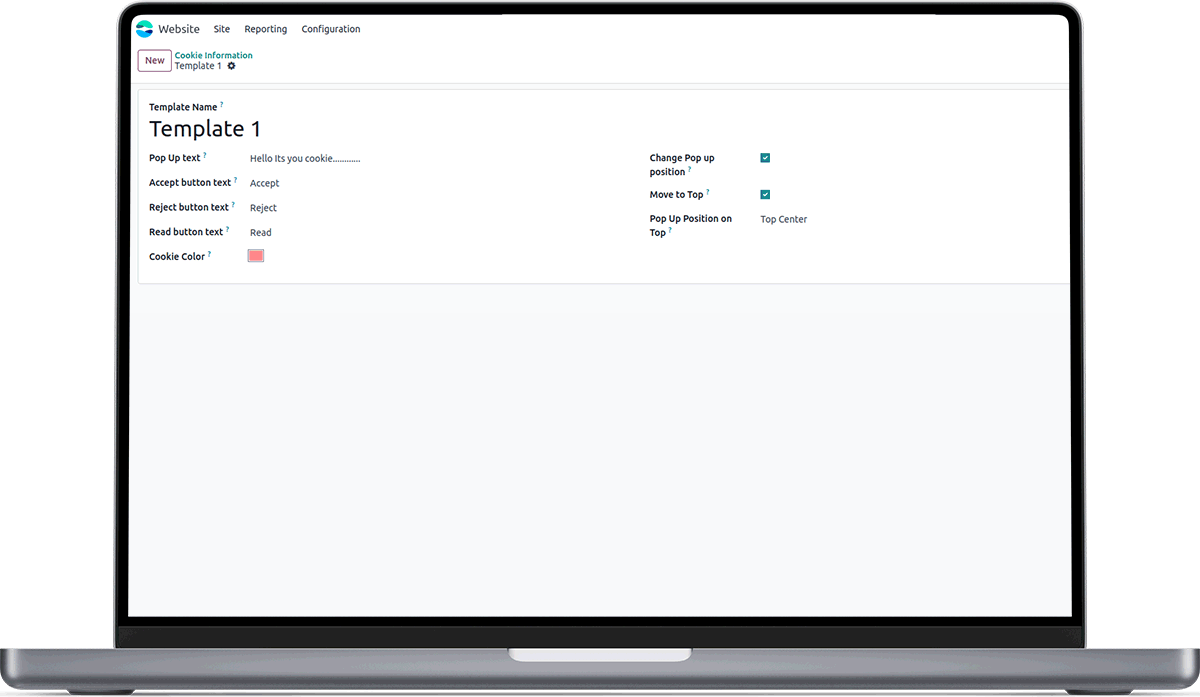 Website Site Reporting Configuration
New
Cookie Information
Template 1
Template Name ?
Template 1
Pop Up text ? Hello Its you cookie............
Accept button text ? Accept
Reject button text ? Reject
Read button text ? Read
Cookie Color ?
Change Pop up
position ?
Move to Top ?
Pop Up Position on Top Center
Top ?